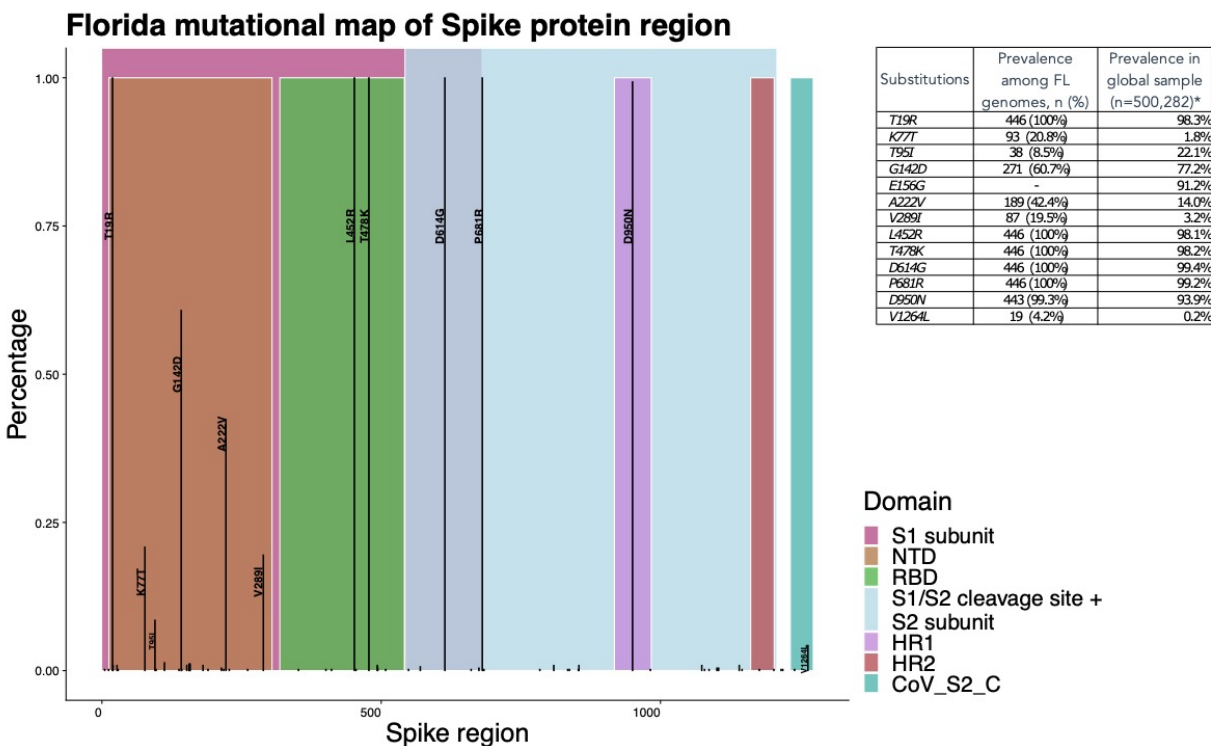 Florida mutational map of Spike protein region
Percentage
1.00
0.75
0.50
0.25
0.00
T19R
K77T
T95I
G142D
A222V
V289I
L452R
T478K
D614G
P681R
D950N
V1264L
0
500
1000
Spike region
Substitutions
Prevalence
among FL
genomes, n (%)
Prevalence in
global sample
(n=500,282)*
T19R 446 (100%) 98.3%
K77T 93 (20.8%) 1.8%
T95I 38 (8.5%) 22.1%
G142D 271 (60.7%) 77.2%
E156G - 91.2%
A222V 189 (42.4%) 14.0%
V289I 87 (19.5%) 3.2%
L452R 446 (100%) 98.1%
T478K 446 (100%) 98.2%
D614G 446 (100%) 99.4%
P681R 446 (100%) 99.2%
D950N 443 (99.3%) 93.9%
V1264L 19 (4.2%) 0.2%
Domain
S1 subunit
NTD
RBD
S1/S2 cleavage site +
S2 subunit
HR1
HR2
CoV_S2_C